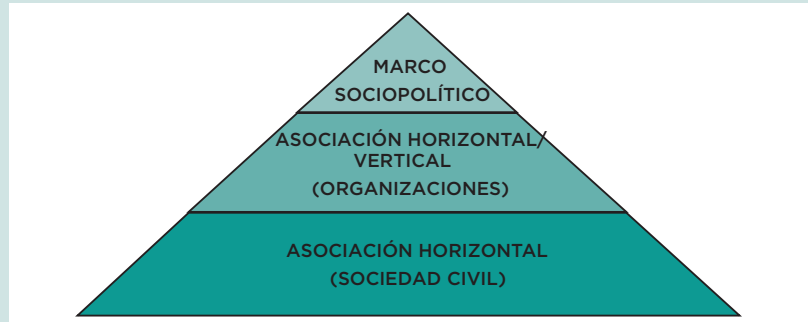 MARCO
SOCIOPOLÍTICO
ASOCIACIÓN HORIZONTAL/
VERTICAL
(ORGANIZACIONES)
ASOCIACIÓN HORIZONTAL
(SOCIEDAD CIVIL)